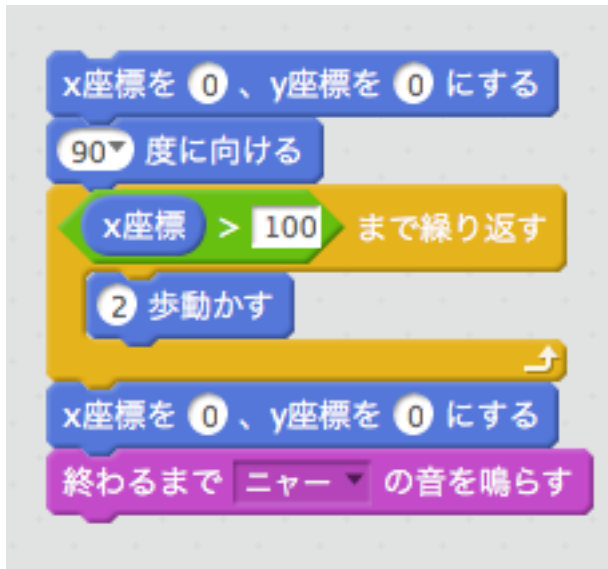 x座標を 0 、y座標を 0 にする
90 度に向ける
x座標 > 100 まで繰り返す
2 歩動かす
x座標を 0 、y座標を 0 にする
終わるまで ニャー の音を鳴らす